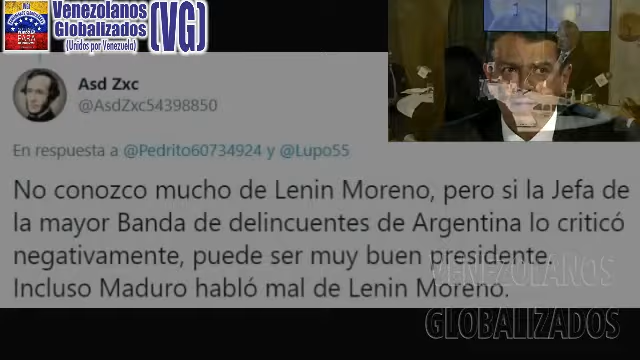 Venezolanos
Globalizados
(Unidos por Venezuela)
(VG)
Asd Zxc
@AsdZxc54398850
En respuesta a @Pedrito60734924 y @Lupo55
No conozco mucho de Lenin Moreno, pero si la Jefa de
la mayor Banda de delincuentes de Argentina lo criticó
negativamente, puede ser muy buen presidente.
Incluso Maduro habló mal de Lenin Moreno.
VENEZOLANOS
GLOBALIZADOS